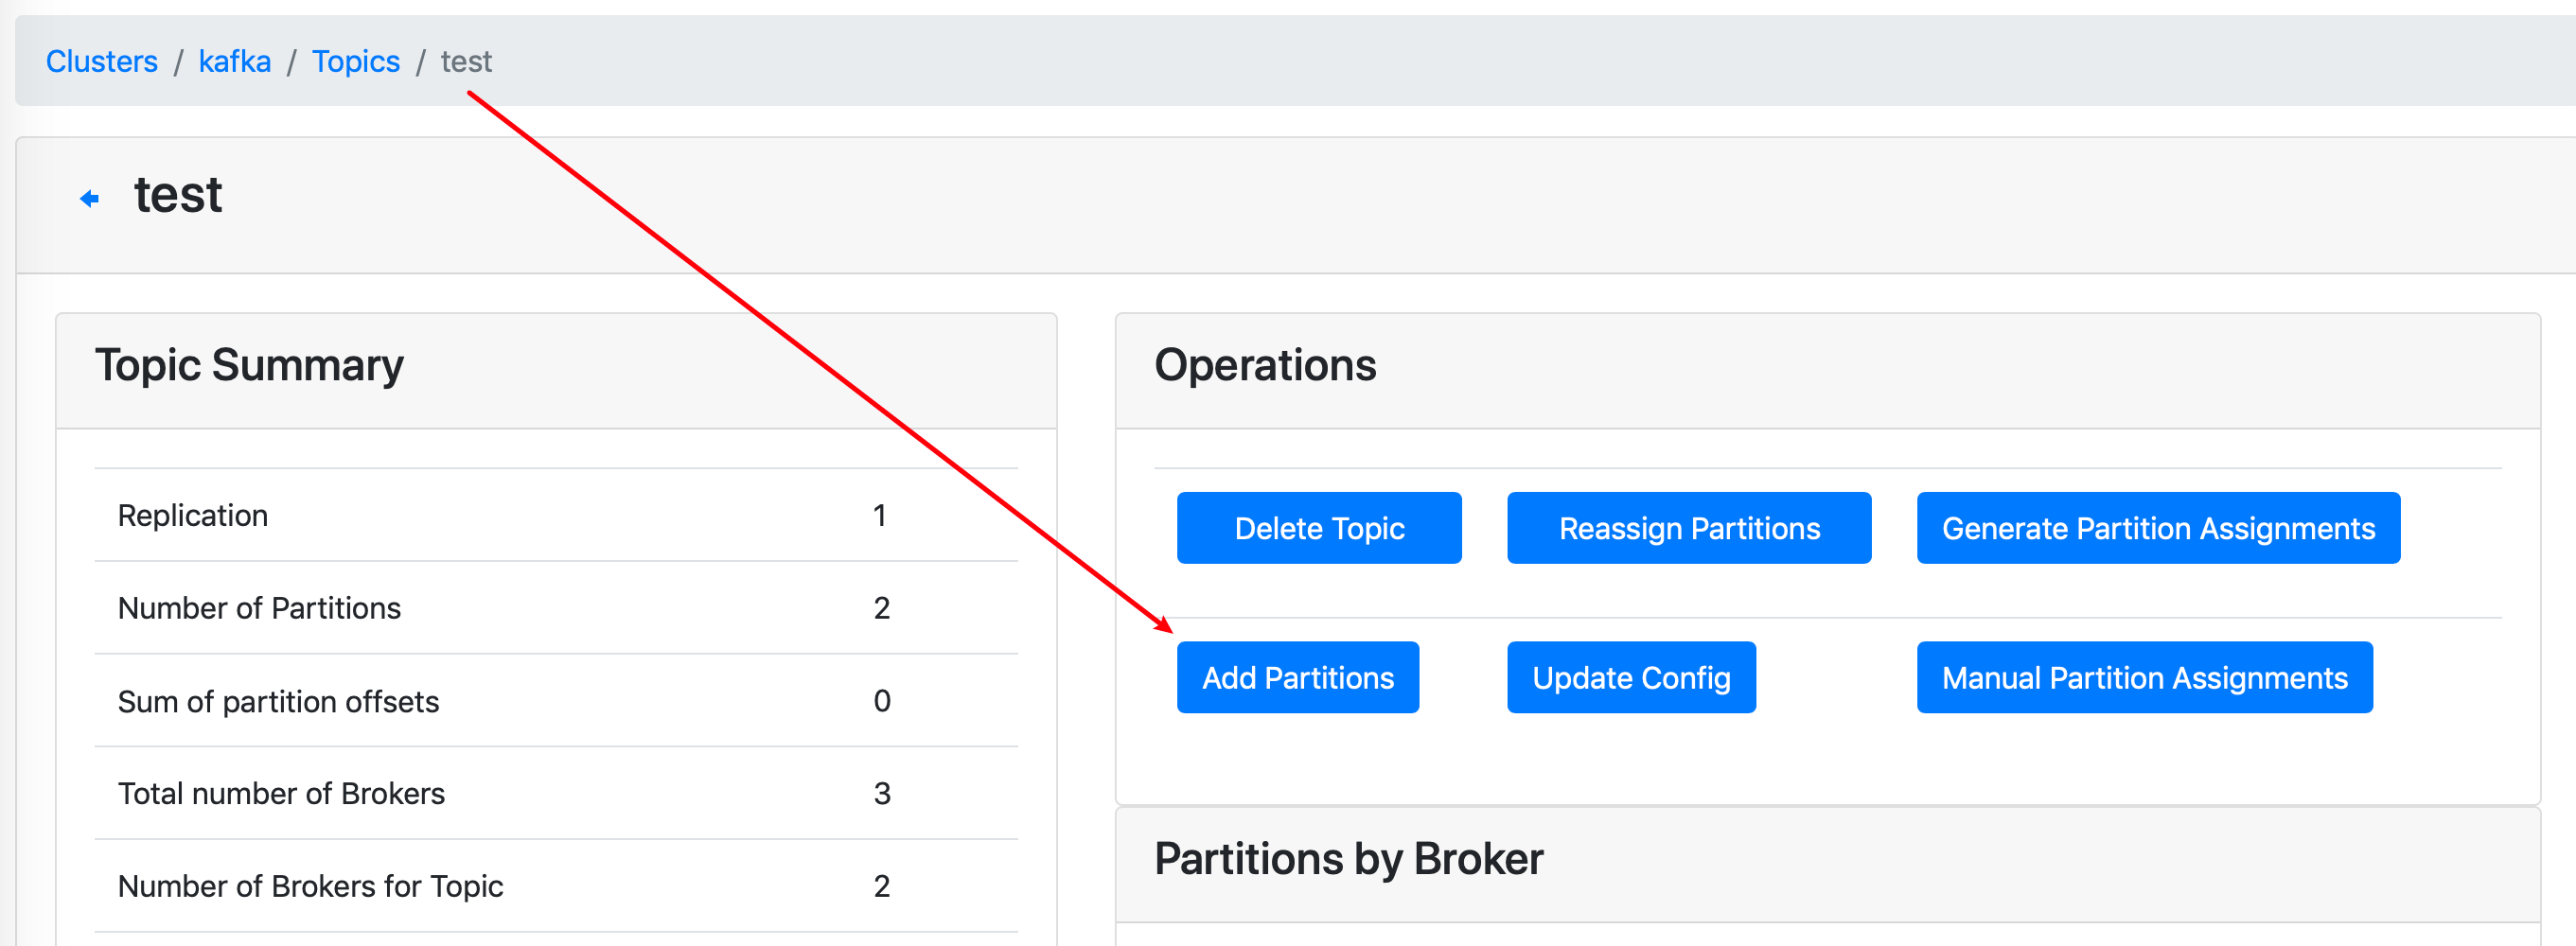 Clusters / kafka / Topics / test
test
Topic Summary
Replication 1
Number of Partitions 2
Sum of partition offsets 0
Total number of Brokers 3
Number of Brokers for Topic 2
Operations
Delete Topic Reassign Partitions Generate Partition Assignments
Add Partitions Update Config Manual Partition Assignments
Partitions by Broker